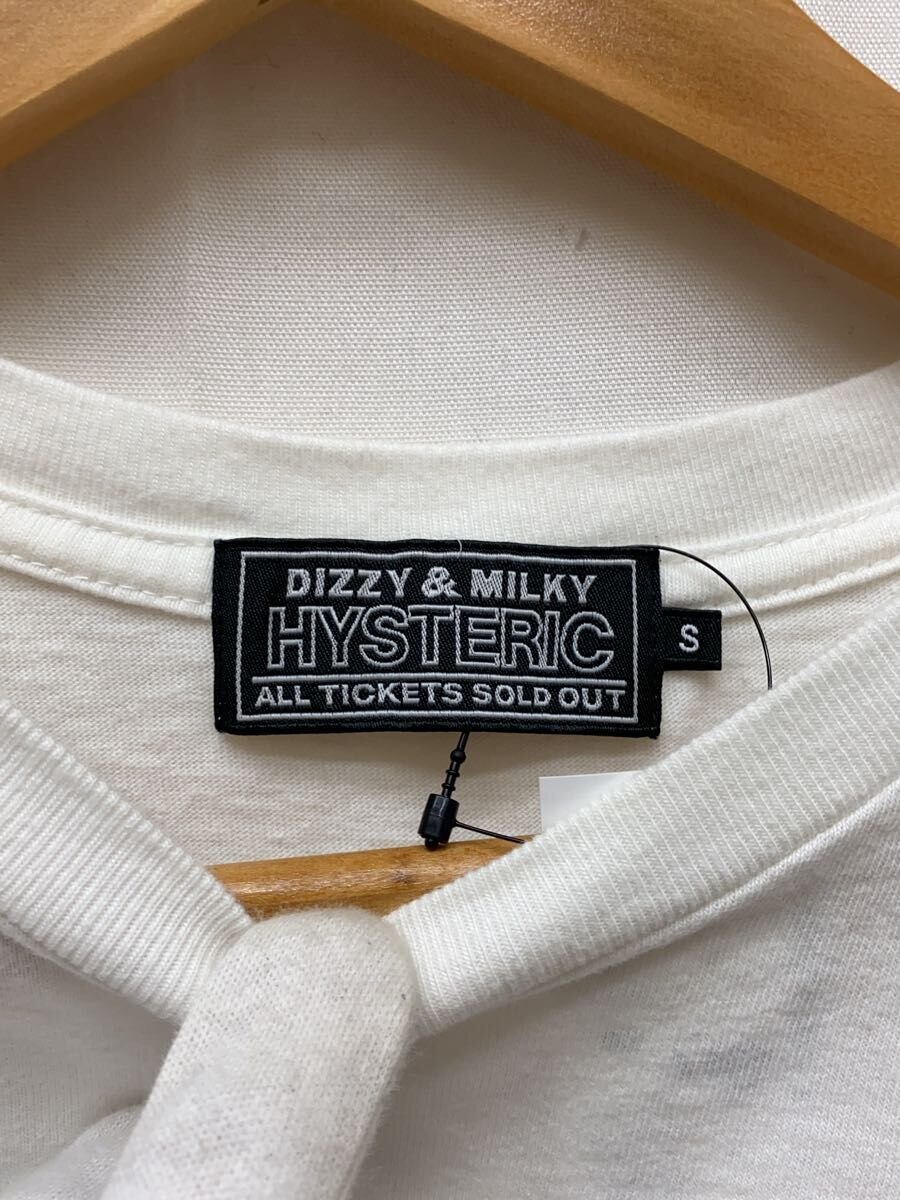 DIZZY & MILKY
HYSTERIC
ALL TICKETS SOLD OUT
S